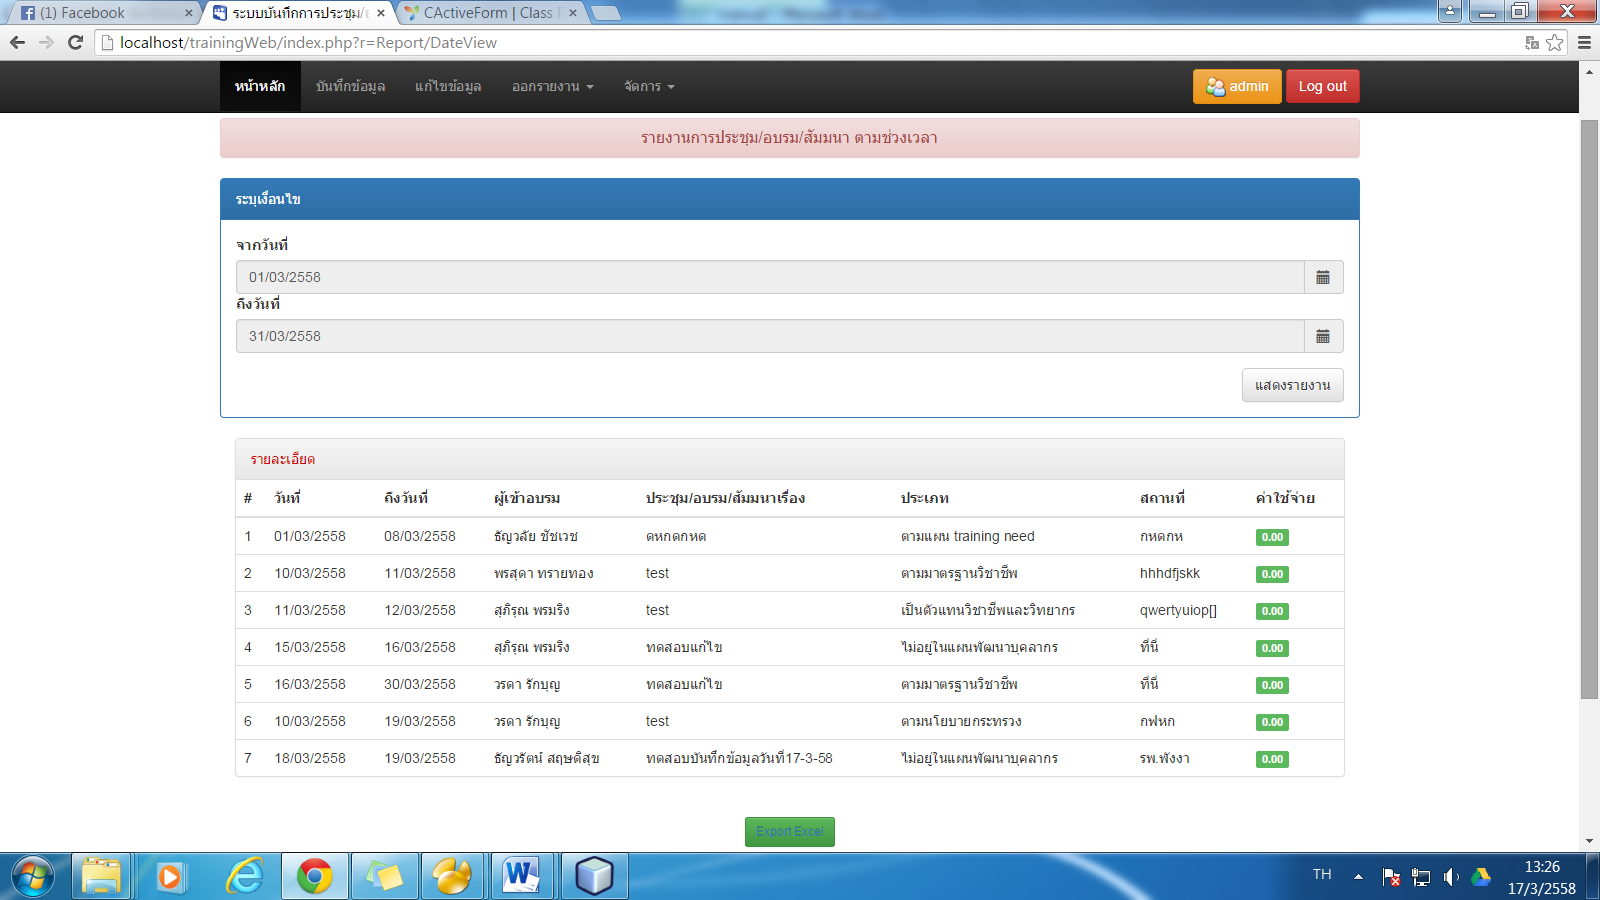 (1) Facebook
ระบบบันทึกการประชุม/อ
CActiveForm | Class
localhost/trainingWeb/index.php?r=Report/DateView
หน้าหลัก บันทึกข้อมูล แก้ไขข้อมูล ออกรายงาน จัดการ admin Log out
รายงานการประชุม/อบรม/สัมมนา ตามช่วงเวลา
ระบุเงื่อนไข
จากวันที่
01/03/2558
ถึงวันที่
31/03/2558
แสดงรายงาน
รายละเอียด
# วันที่ ถึงวันที่ ผู้เข้าอบรม ประชุม/อบรม/สัมมนาเรื่อง ประเภท สถานที่ ค่าใช้จ่าย
1 01/03/2558 08/03/2558 ธัญวลัย ชัชเวช ดหกดกหด ตามแผน training need กหดกห 0.00
2 10/03/2558 11/03/2558 พรสุดา ทรายทอง test ตามมาตรฐานวิชาชีพ hhhdfjskk 0.00
3 11/03/2558 12/03/2558 สุภิรุณ พรมริง test เป็นตัวแทนวิชาชีพและวิทยากร qwertyuiop[] 0.00
4 15/03/2558 16/03/2558 สุภิรุณ พรมริง ทดสอบแก้ไข ไม่อยู่ในแผนพัฒนาบุคลากร ที่นี่ 0.00
5 16/03/2558 30/03/2558 วรดา รักบุญ ทดสอบแก้ไข ตามมาตรฐานวิชาชีพ ที่นี่ 0.00
6 10/03/2558 19/03/2558 วรดา รักบุญ test ตามนโยบายกระทรวง กฟหก 0.00
7 18/03/2558 19/03/2558 ธัญวรัตน์ สฤษดิสุข ทดสอบบันทึกข้อมูลวันที่17-3-58 ไม่อยู่ในแผนพัฒนาบุคลากร รพ.พังงา 0.00
Export Excel
TH
13:26
17/3/2558